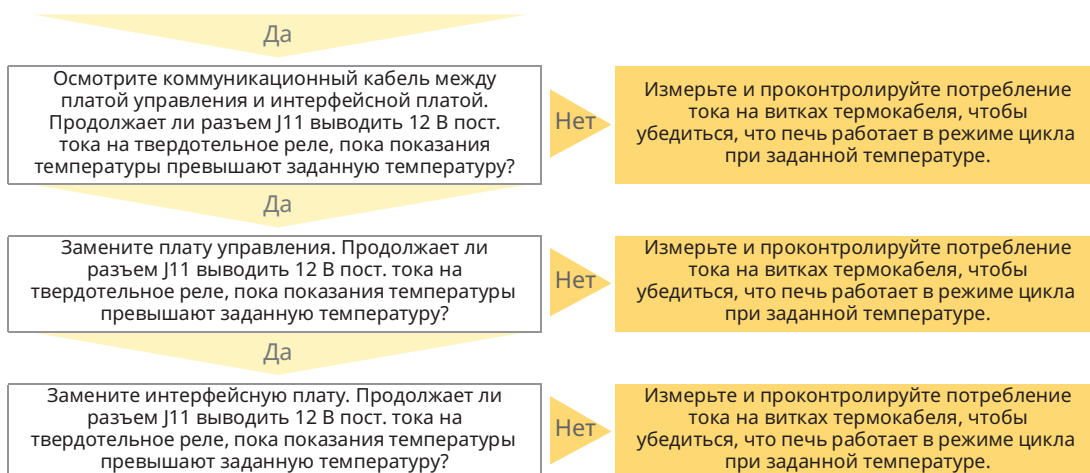 Да
Осмотрите коммуникационный кабель между
платой управления и интерфейсной платой.
Продолжает ли разъем J11 выводить 12 В пост.
тока на твердотельное реле, пока показания
температуры превышают заданную температуру?
Нет
Измерьте и проконтролируйте потребление
тока на витках термокабеля, чтобы
убедиться, что печь работает в режиме цикла
при заданной температуре.
Да
Замените плату управления. Продолжает ли
разъем J11 выводить 12 В пост. тока на
твердотельное реле, пока показания температуры
превышают заданную температуру?
Нет
Измерьте и проконтролируйте потребление
тока на витках термокабеля, чтобы
убедиться, что печь работает в режиме цикла
при заданной температуре.
Да
Замените интерфейсную плату. Продолжает ли
разъем J11 выводить 12 В пост. тока на
твердотельное реле, пока показания температуры
превышают заданную температуру?
Нет
Измерьте и проконтролируйте потребление
тока на витках термокабеля, чтобы
убедиться, что печь работает в режиме цикла
при заданной температуре.